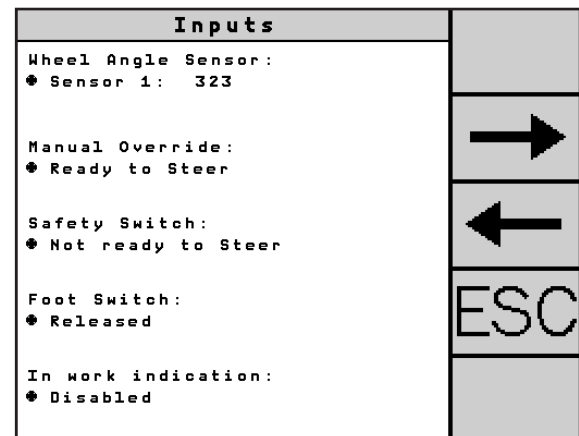 Inputs
Wheel Angle Sensor:
● Sensor 1: 323
Manual Override:
● Ready to Steer
Safety Switch:
● Not ready to Steer
Foot Switch:
● Released
In work indication:
● Disabled
ESC